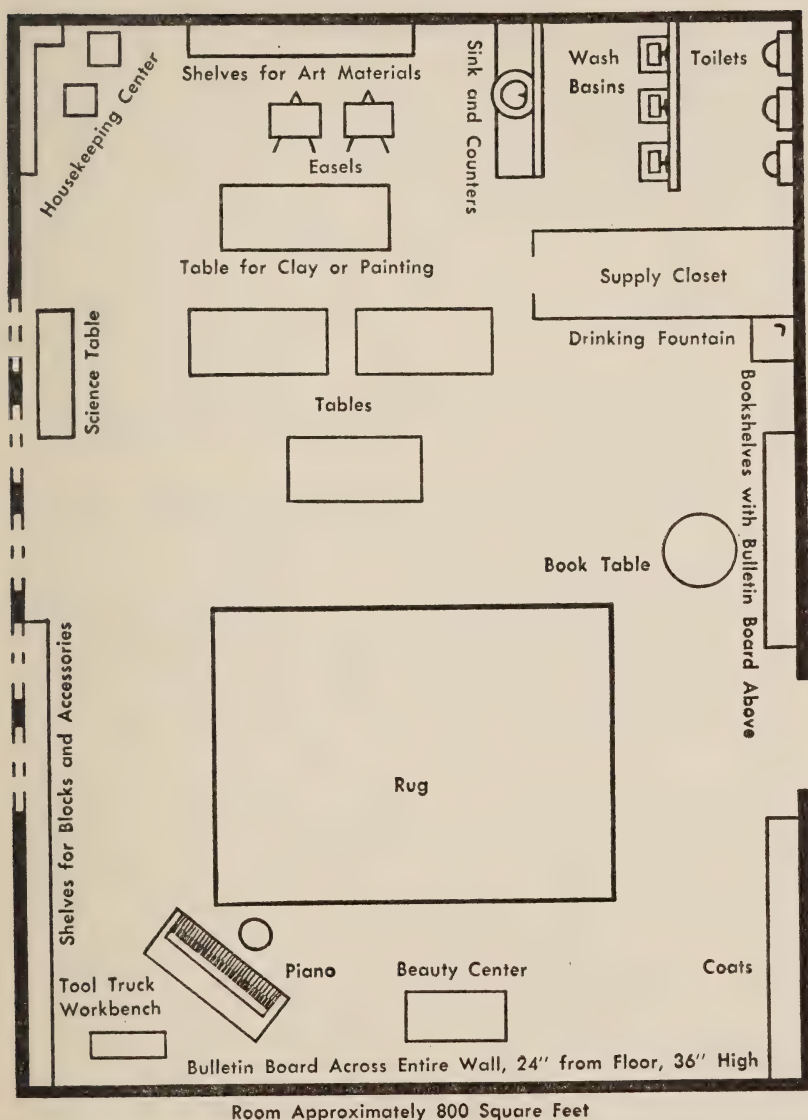 Shelves for Art Materials
Housekeeping Center
Easels
Sink and Counters
Wash
Basins
Toilets
Table for Clay or Painting
Supply Closet
Drinking Fountain
Science Table
Tables
Bookshelves with Bulletin Board Above
Book Table
Shelves for Blocks and Accessories
Rug
Piano
Beauty Center
Coats
Tool Truck
Workbench
Bulletin Board Across Entire Wall, 24" from Floor, 36" High
Room Approximately 800 Square Feet